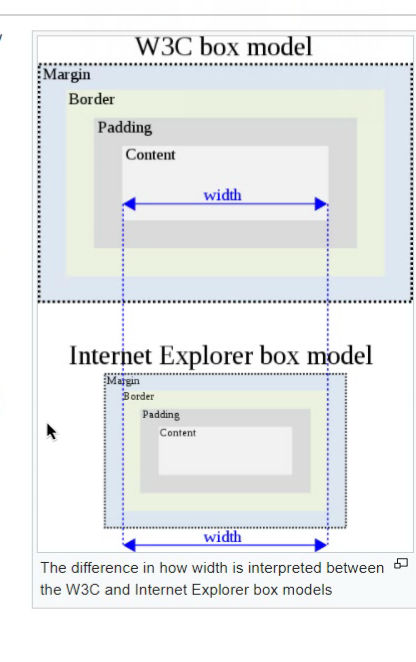 W3C box model
Margin
Border
Padding
Content
width
Internet Explorer box model
Margin
Border
Padding
Content
width
The difference in how width is interpreted between
the W3C and Internet Explorer box models